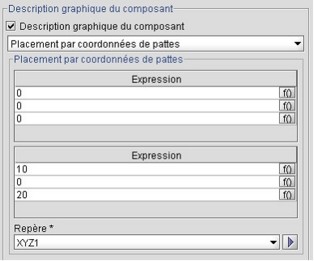 Description graphique du composant
Description graphique du composant
Placement par coordonnées de pattes
Placement par coordonnées de pattes
Expression
0 f()
0 f()
0 f()
Expression
10 f()
0 f()
20 f()
Repère *
XYZ1